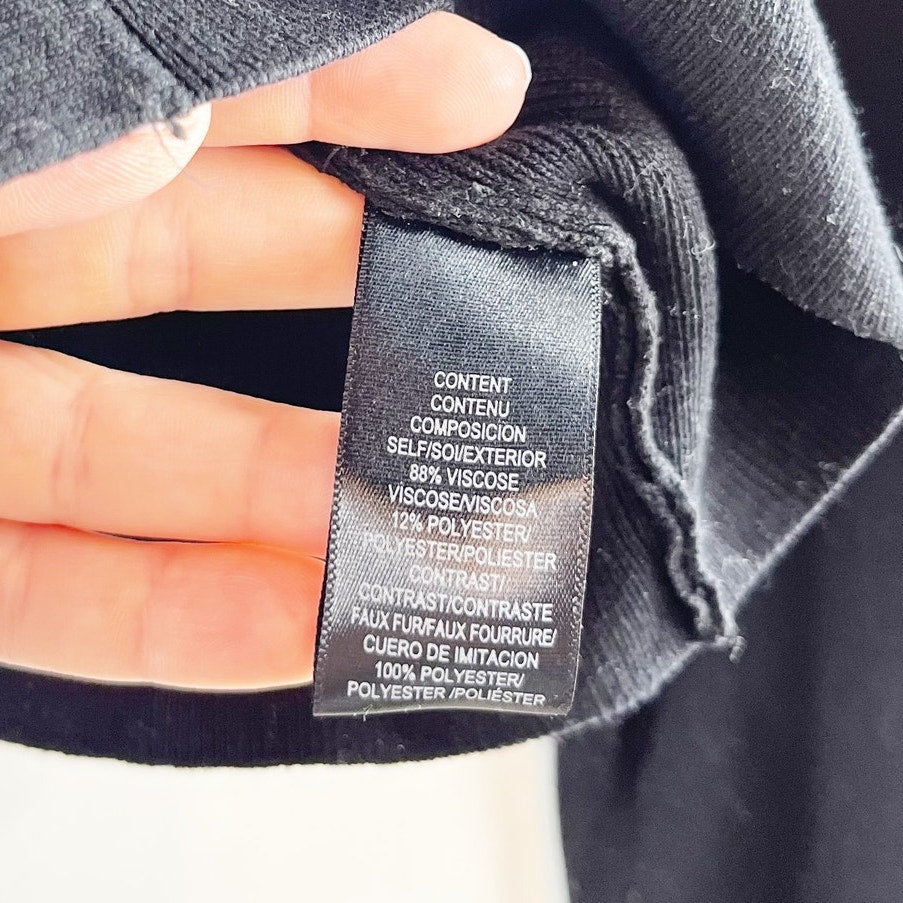 CONTENT
CONTENU
COMPOSICION
SELF/SOI/EXTERIOR
88% VISCOSE
VISCOSE/VISCOSA
12% POLYESTER/
POLYESTER/POLIESTER
CONTRAST/
CONTRAST/CONTRASTE
FAUX FUR/FAUX FOURRURE/
CUERO DE IMITACION
100% POLYESTER/
POLYESTER /POLIÉSTER